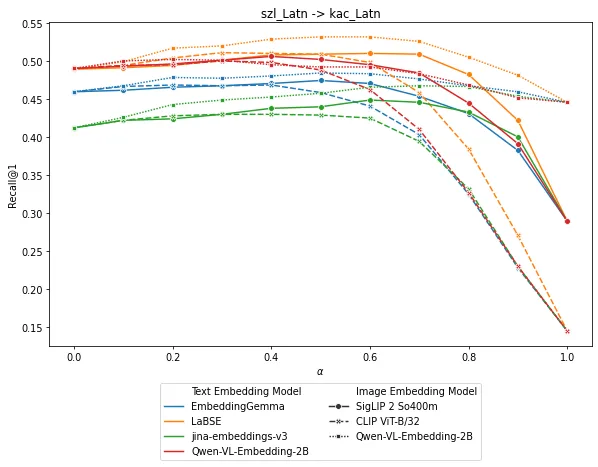 szl_Latn -> kac_Latn
0.55
0.50
0.45
0.40
0.35
0.30
0.25
0.20
0.15
Recall@1
0.0 0.2 0.4 0.6 0.8 1.0
α
Text Embedding Model Image Embedding Model
EmbeddingGemma SigLIP 2 So400m
LaBSE CLIP ViT-B/32
jina-embeddings-v3 Qwen-VL-Embedding-2B
Qwen-VL-Embedding-2B